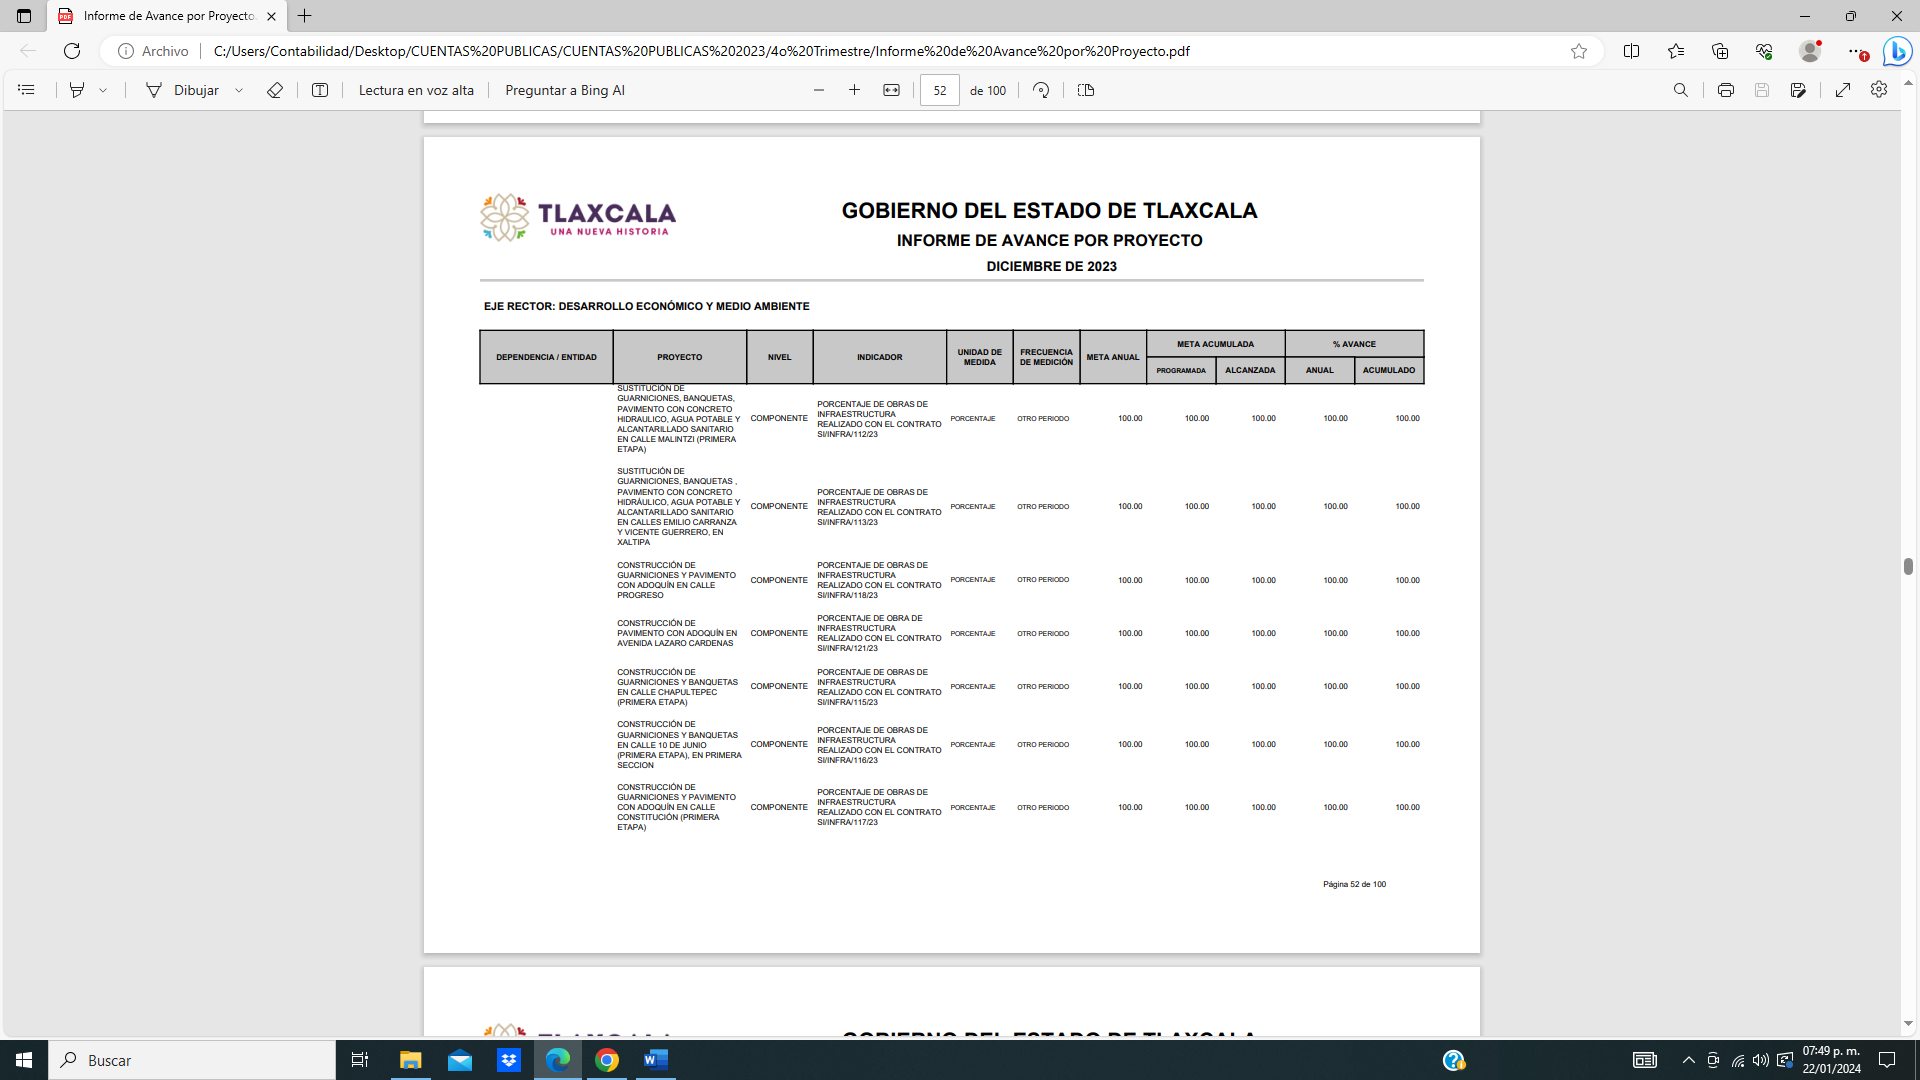 Informe de Avance por Proyecto.
Archivo
C:/Users/Contabilidad/Desktop/CUENTAS%20PUBLICAS/CUENTAS%20PUBLICAS%202023/4o%20Trimestre/Informe%20de%20Avance%20por%20Proyecto.pdf
Dibujar
Lectura en voz alta
Preguntar a Bing AI
52 de 100
TLAXCALA
UNA NUEVA HISTORIA
GOBIERNO DEL ESTADO DE TLAXCALA
INFORME DE AVANCE POR PROYECTO
DICIEMBRE DE 2023
EJE RECTOR: DESARROLLO ECONÓMICO Y MEDIO AMBIENTE
DEPENDENCIA / ENTIDAD
PROYECTO
NIVEL
INDICADOR
UNIDAD DE
MEDIDA
FRECUENCIA
DE MEDICIÓN
META ANUAL
META ACUMULADA
PROGRAMADA
ALCANZADA
% AVANCE
ANUAL
ACUMULADO
SUSTITUCIÓN DE
GUARNICIONES, BANQUETAS,
PAVIMENTO CON CONCRETO
HIDRAULICO, AGUA POTABLE Y
ALCANTARILLADO SANITARIO
EN CALLE MALINTZI (PRIMERA
ETAPA)
COMPONENTE
PORCENTAJE DE OBRAS DE
INFRAESTRUCTURA
REALIZADO CON EL CONTRATO
SI/INFRA/112/23
PORCENTAJE
OTRO PERIODO
100.00 100.00 100.00 100.00 100.00
SUSTITUCIÓN DE
GUARNICIONES, BANQUETAS ,
PAVIMENTO CON CONCRETO
HIDRÁULICO, AGUA POTABLE Y
ALCANTARILLADO SANITARIO
EN CALLES EMILIO CARRANZA
Y VICENTE GUERRERO, EN
XALTIPA
COMPONENTE
PORCENTAJE DE OBRAS DE
INFRAESTRUCTURA
REALIZADO CON EL CONTRATO
SI/INFRA/113/23
PORCENTAJE
OTRO PERIODO
100.00 100.00 100.00 100.00 100.00
CONSTRUCCIÓN DE
GUARNICIONES Y PAVIMENTO
CON ADOQUÍN EN CALLE
PROGRESO
COMPONENTE
PORCENTAJE DE OBRAS DE
INFRAESTRUCTURA
REALIZADO CON EL CONTRATO
SI/INFRA/118/23
PORCENTAJE
OTRO PERIODO
100.00 100.00 100.00 100.00 100.00
CONSTRUCCIÓN DE
PAVIMENTO CON ADOQUÍN EN
AVENIDA LAZARO CARDENAS
COMPONENTE
PORCENTAJE DE OBRA DE
INFRAESTRUCTURA
REALIZADO CON EL CONTRATO
SI/INFRA/121/23
PORCENTAJE
OTRO PERIODO
100.00 100.00 100.00 100.00 100.00
CONSTRUCCIÓN DE
GUARNICIONES Y BANQUETAS
EN CALLE CHAPULTEPEC
(PRIMERA ETAPA)
COMPONENTE
PORCENTAJE DE OBRAS DE
INFRAESTRUCTURA
REALIZADO CON EL CONTRATO
SI/INFRA/115/23
PORCENTAJE
OTRO PERIODO
100.00 100.00 100.00 100.00 100.00
CONSTRUCCIÓN DE
GUARNICIONES Y BANQUETAS
EN CALLE 10 DE JUNIO
(PRIMERA ETAPA), EN PRIMERA
SECCION
COMPONENTE
PORCENTAJE DE OBRAS DE
INFRAESTRUCTURA
REALIZADO CON EL CONTRATO
SI/INFRA/116/23
PORCENTAJE
OTRO PERIODO
100.00 100.00 100.00 100.00 100.00
CONSTRUCCIÓN DE
GUARNICIONES Y PAVIMENTO
CON ADOQUÍN EN CALLE
CONSTITUCIÓN (PRIMERA
ETAPA)
COMPONENTE
PORCENTAJE DE OBRAS DE
INFRAESTRUCTURA
REALIZADO CON EL CONTRATO
SI/INFRA/117/23
PORCENTAJE
OTRO PERIODO
100.00 100.00 100.00 100.00 100.00
Página 52 de 100
TLAXCALA
GOBIERNO DEL ESTADO DE TLAXCALA
Buscar
07:49 p. m.
22/01/2024